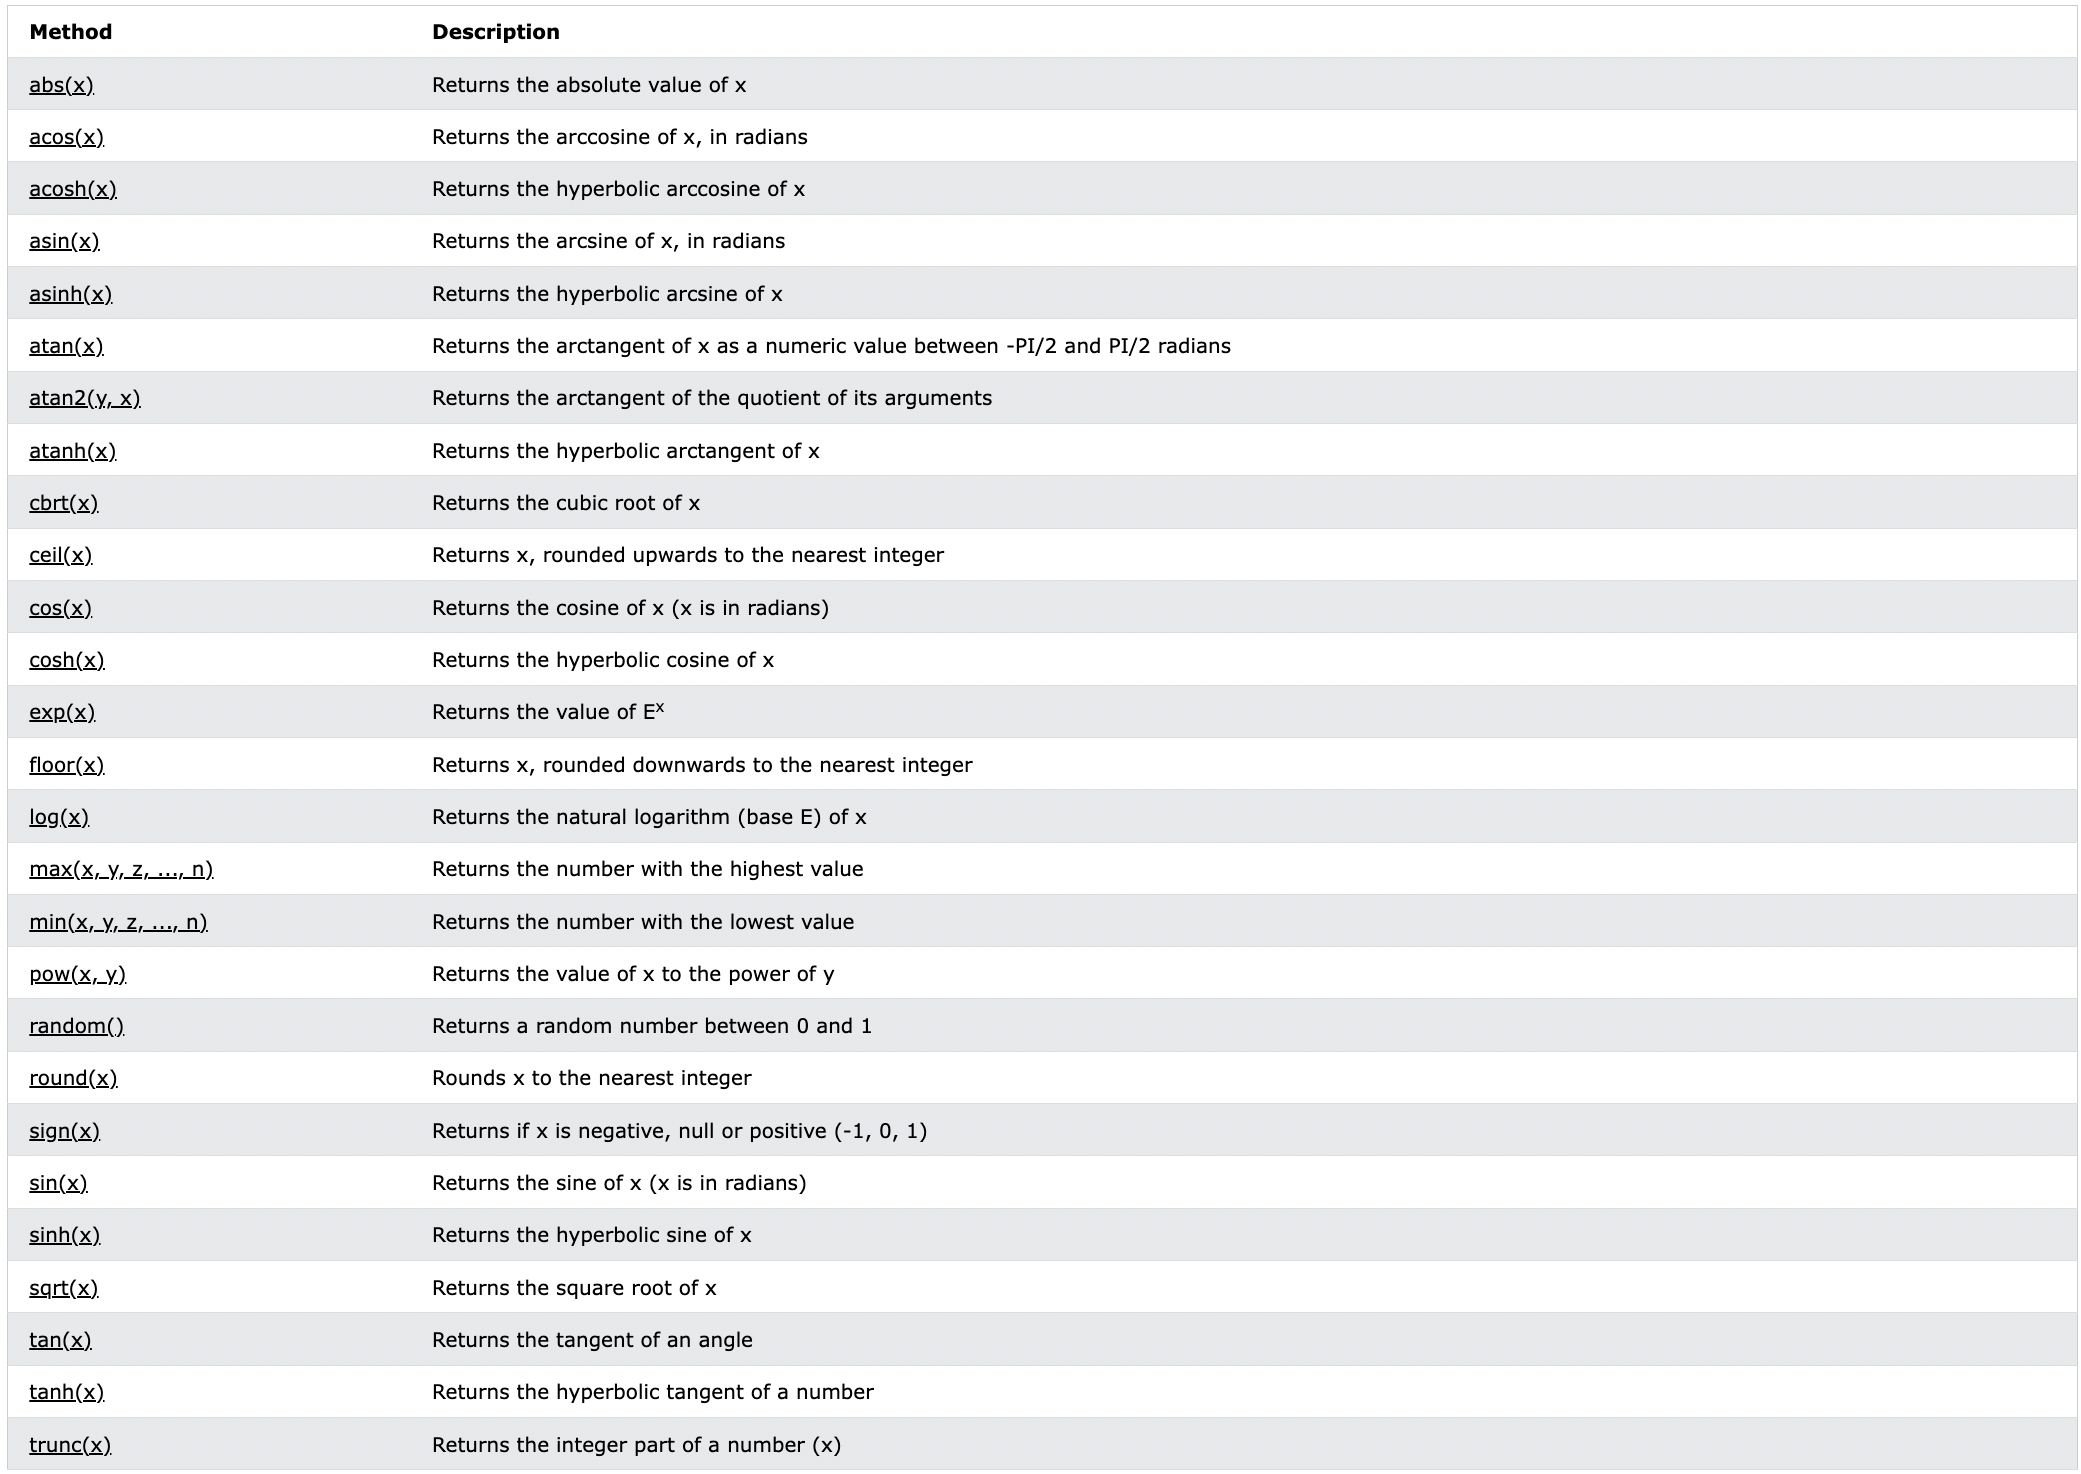 Method Description
abs(x) Returns the absolute value of x
acos(x) Returns the arccosine of x, in radians
acosh(x) Returns the hyperbolic arccosine of x
asin(x) Returns the arcsine of x, in radians
asinh(x) Returns the hyperbolic arcsine of x
atan(x) Returns the arctangent of x as a numeric value between -PI/2 and PI/2 radians
atan2(y, x) Returns the arctangent of the quotient of its arguments
atanh(x) Returns the hyperbolic arctangent of x
cbrt(x) Returns the cubic root of x
ceil(x) Returns x, rounded upwards to the nearest integer
cos(x) Returns the cosine of x (x is in radians)
cosh(x) Returns the hyperbolic cosine of x
exp(x) Returns the value of Eˣ
floor(x) Returns x, rounded downwards to the nearest integer
log(x) Returns the natural logarithm (base E) of x
max(x, y, z, ..., n) Returns the number with the highest value
min(x, y, z, ..., n) Returns the number with the lowest value
pow(x, y) Returns the value of x to the power of y
random() Returns a random number between 0 and 1
round(x) Rounds x to the nearest integer
sign(x) Returns if x is negative, null or positive (-1, 0, 1)
sin(x) Returns the sine of x (x is in radians)
sinh(x) Returns the hyperbolic sine of x
sqrt(x) Returns the square root of x
tan(x) Returns the tangent of an angle
tanh(x) Returns the hyperbolic tangent of a number
trunc(x) Returns the integer part of a number (x)